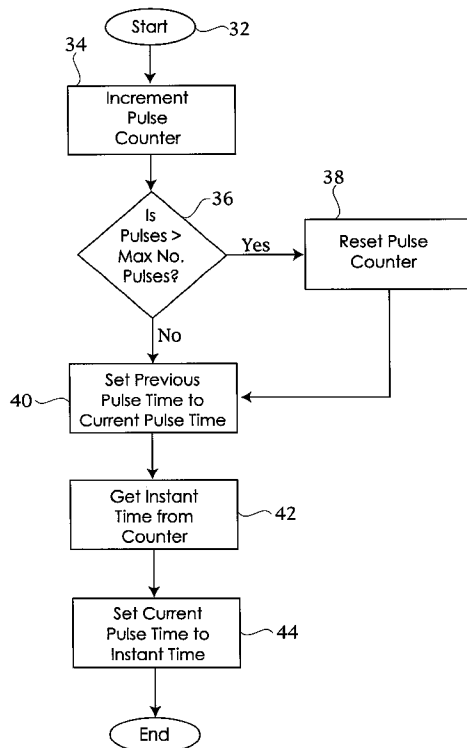 Start
32
34
Increment
Pulse
Counter
36
Is
Pulses >
Max No.
Pulses?
Yes
38
Reset Pulse
Counter
No
40
Set Previous
Pulse Time to
Current Pulse Time
Get Instant
Time from
Counter
42
Set Current
Pulse Time to
Instant Time
44
End